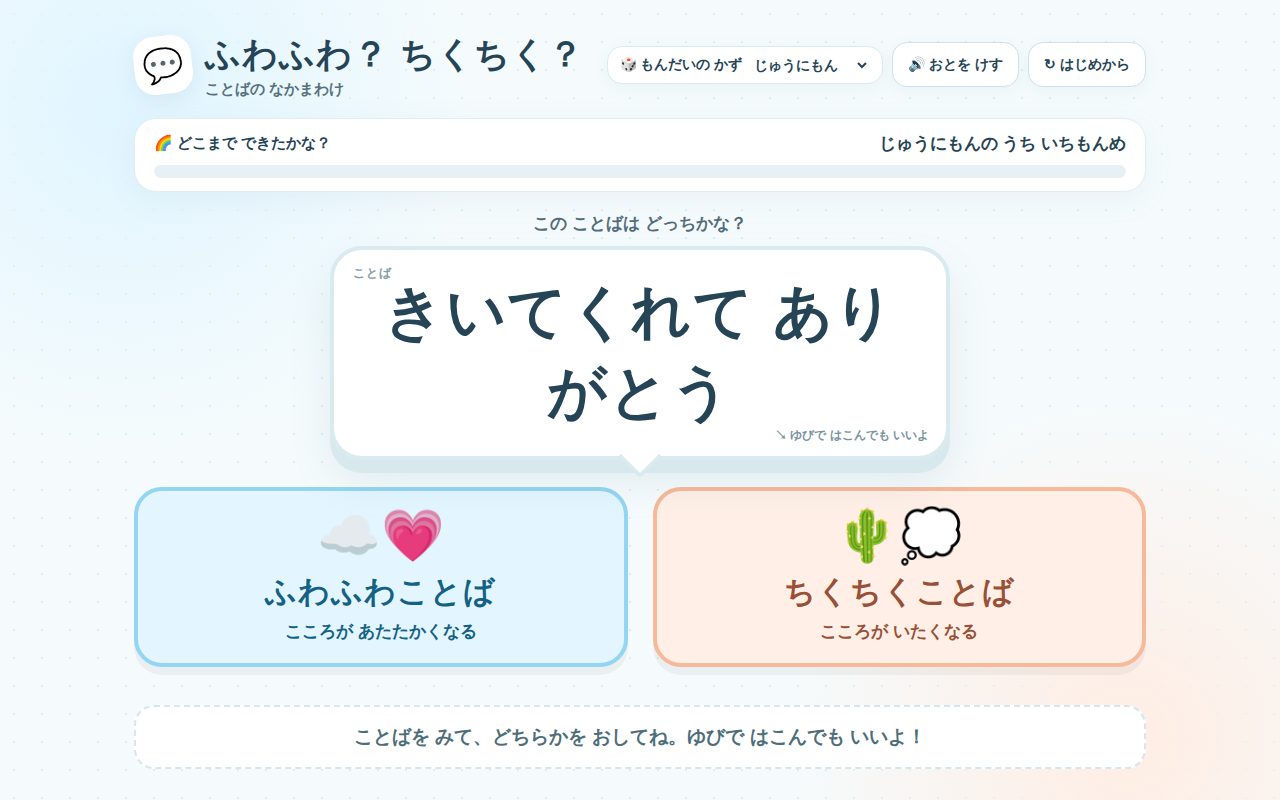 ふわふわ？ ちくちく？
ことばの なかまわけ
🎲 もんだいの かず じゅうにもん
🔊 おとを けす
↻ はじめから
🌈 どこまで できたかな？
じゅうにもんの うち いちもんめ
この ことばは どっちかな？
ことば
きいてくれて あり
がとう
↘ ゆびで はこんでも いいよ
ふわふわことば
こころが あたたかくなる
ちくちくことば
こころが いたくなる
ことばを みて、どちらかを おしてね。ゆびで はこんでも いいよ！